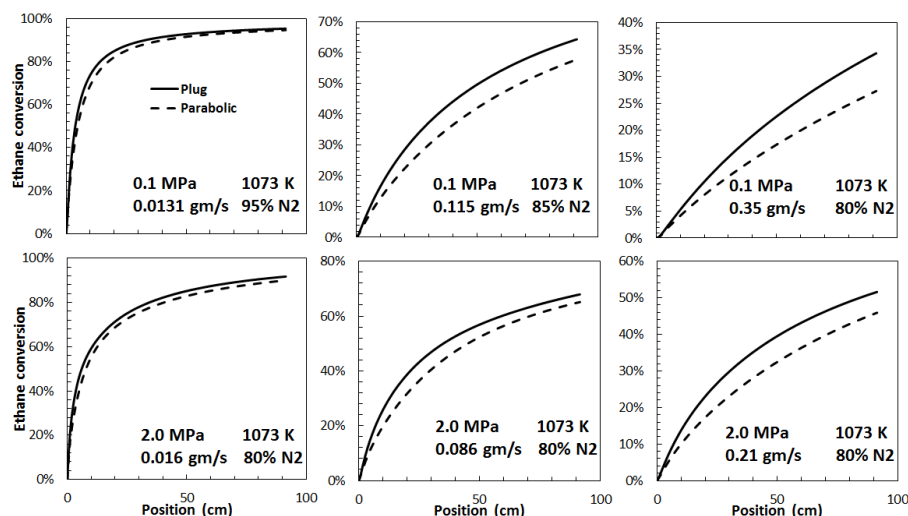 Ethane conversion
100%
80%
60%
40%
20%
0%
Plug
Parabolic
0.1 MPa 1073 K
0.0131 gm/s 95% N2
70%
60%
50%
40%
30%
20%
10%
0%
0.1 MPa 1073 K
0.115 gm/s 85% N2
40%
35%
30%
25%
20%
15%
10%
5%
0%
0.1 MPa 1073 K
0.35 gm/s 80% N2
Ethane conversion
100%
80%
60%
40%
20%
0%
2.0 MPa 1073 K
0.016 gm/s 80% N2
0 50 100
Position (cm)
80%
60%
40%
20%
0%
2.0 MPa 1073 K
0.086 gm/s 80% N2
0 50 100
Position (cm)
60%
50%
40%
30%
20%
10%
0%
2.0 MPa 1073 K
0.21 gm/s 80% N2
0 50 100
Position (cm)